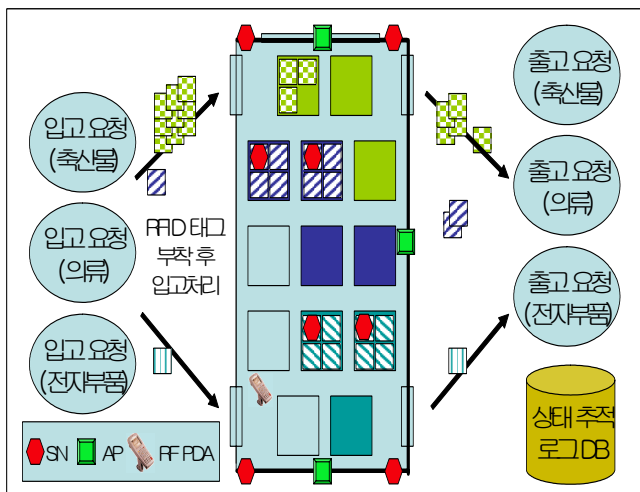 입고 요청
(축산물)
입고 요청
(의류)
입고 요청
(전자부품)
RFID 태그
부착 후
입고처리
출고 요청
(축산물)
출고 요청
(의류)
출고 요청
(전자부품)
상태 추적
로그 DB
SN
AP
RF PDA